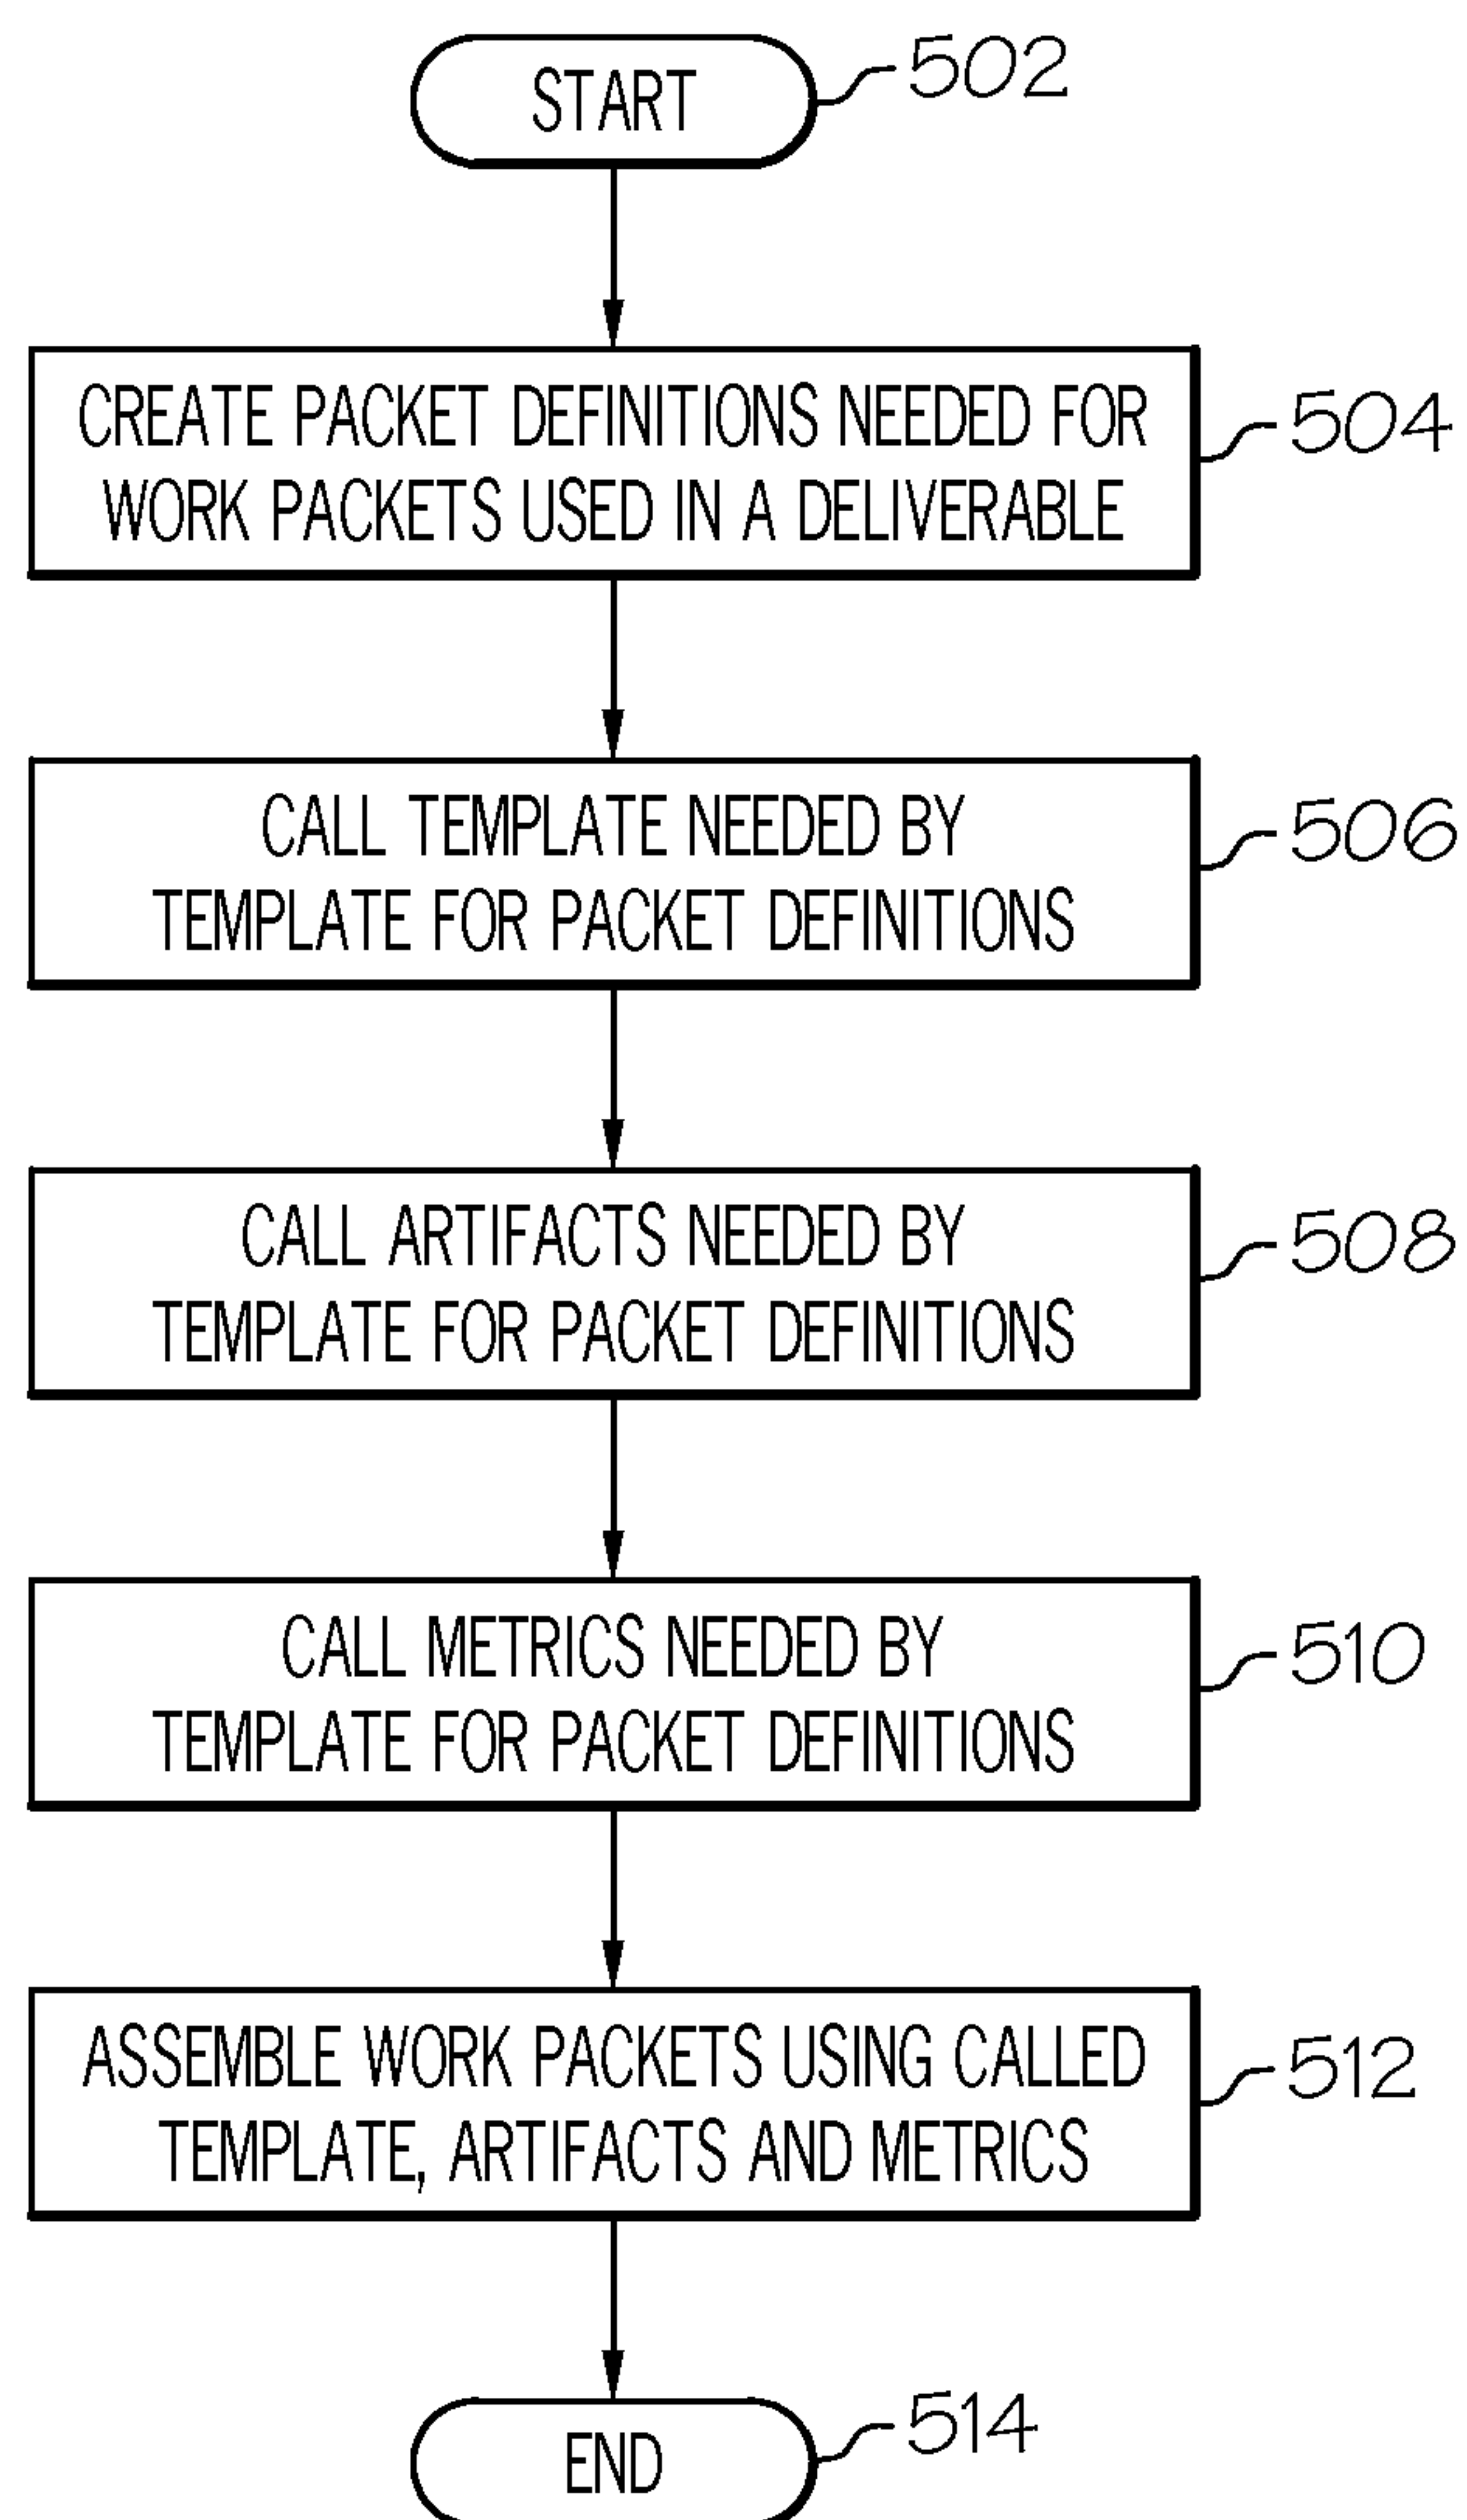 START
502
CREATE PACKET DEFINITIONS NEEDED FOR
WORK PACKETS USED IN A DELIVERABLE
504
CALL TEMPLATE NEEDED BY
TEMPLATE FOR PACKET DEFINITIONS
506
CALL ARTIFACTS NEEDED BY
TEMPLATE FOR PACKET DEFINITIONS
508
CALL METRICS NEEDED BY
TEMPLATE FOR PACKET DEFINITIONS
510
ASSEMBLE WORK PACKETS USING CALLED
TEMPLATE, ARTIFACTS AND METRICS
512
END
514